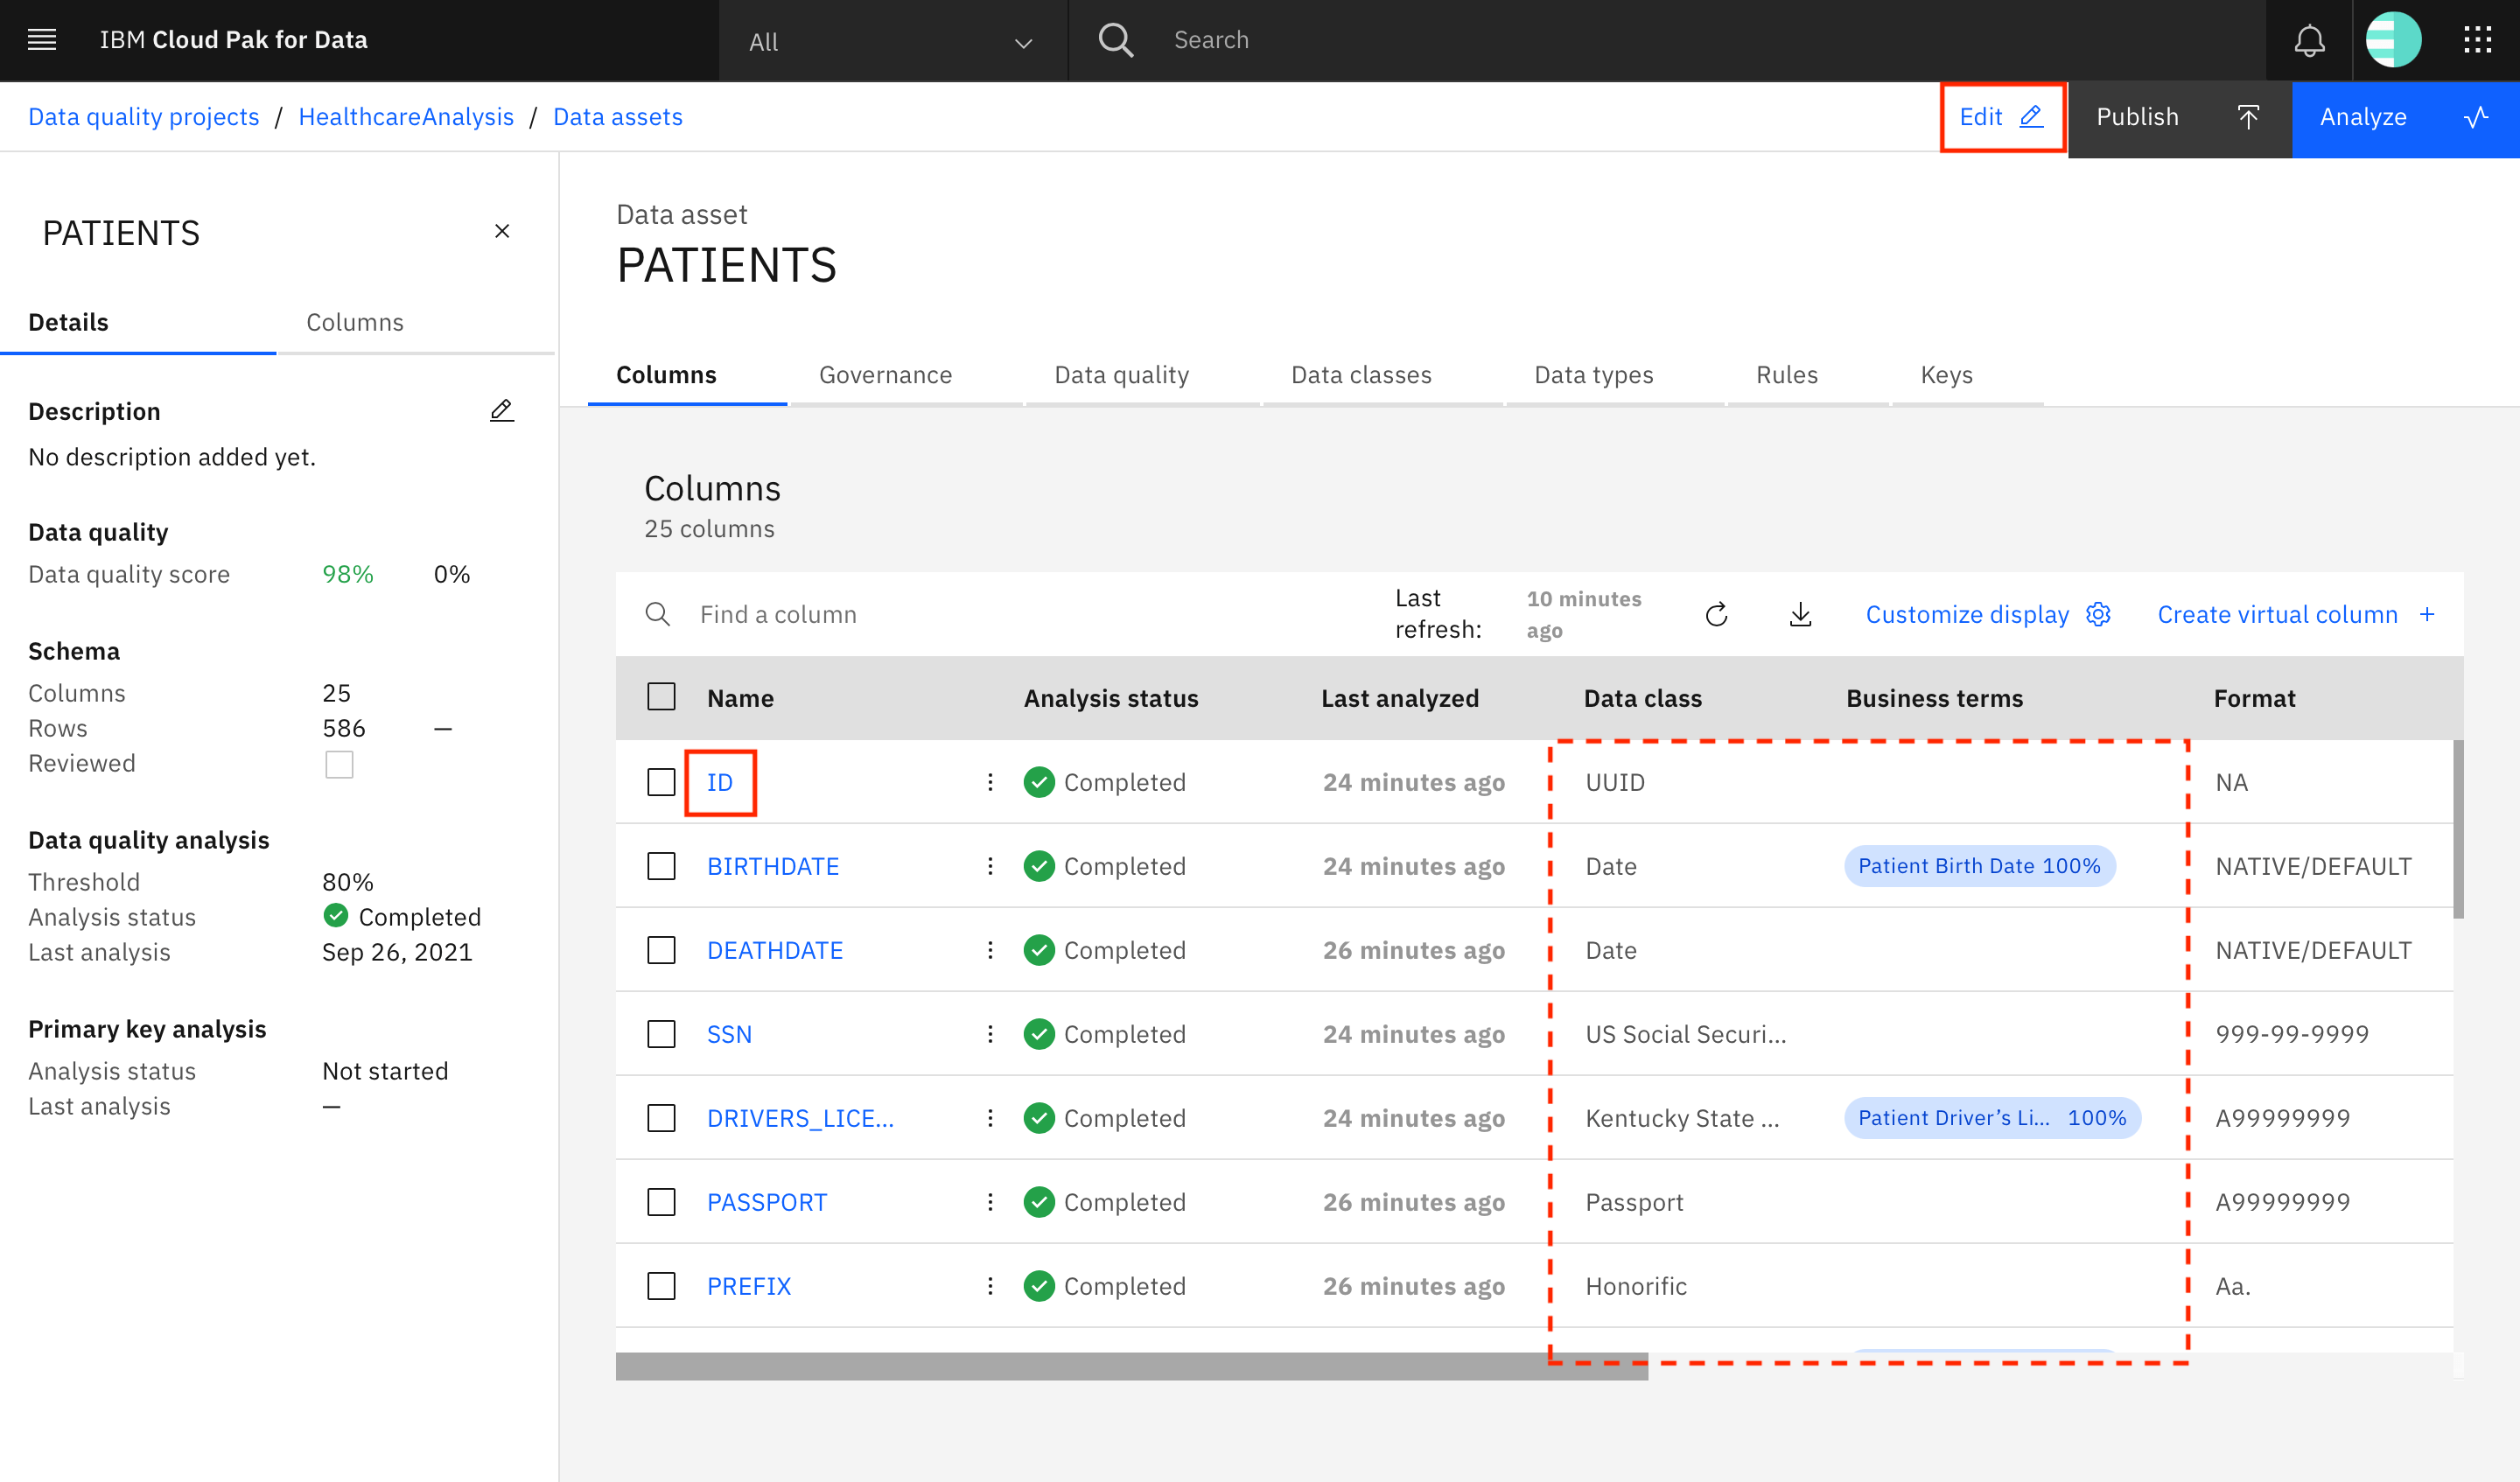 IBM Cloud Pak for Data
All
Search
Data quality projects / HealthcareAnalysis / Data assets
Edit
Publish
Analyze
PATIENTS
Details
Columns
Description
No description added yet.
Data quality
Data quality score 98% 0%
Schema
Columns 25
Rows 586 —
Reviewed
Data quality analysis
Threshold 80%
Analysis status Completed
Last analysis Sep 26, 2021
Primary key analysis
Analysis status Not started
Last analysis —
Data asset
PATIENTS
Columns Governance Data quality Data classes Data types Rules Keys
Columns
25 columns
Find a column
Last
refresh:
10 minutes
ago
Customize display
Create virtual column +
Name Analysis status Last analyzed Data class Business terms Format
ID Completed 24 minutes ago UUID NA
BIRTHDATE Completed 24 minutes ago Date Patient Birth Date 100% NATIVE/DEFAULT
DEATHDATE Completed 26 minutes ago Date NATIVE/DEFAULT
SSN Completed 24 minutes ago US Social Securi... 999-99-9999
DRIVERS_LICE... Completed 24 minutes ago Kentucky State ... Patient Driver’s Li... 100% A99999999
PASSPORT Completed 26 minutes ago Passport A99999999
PREFIX Completed 26 minutes ago Honorific Aa.